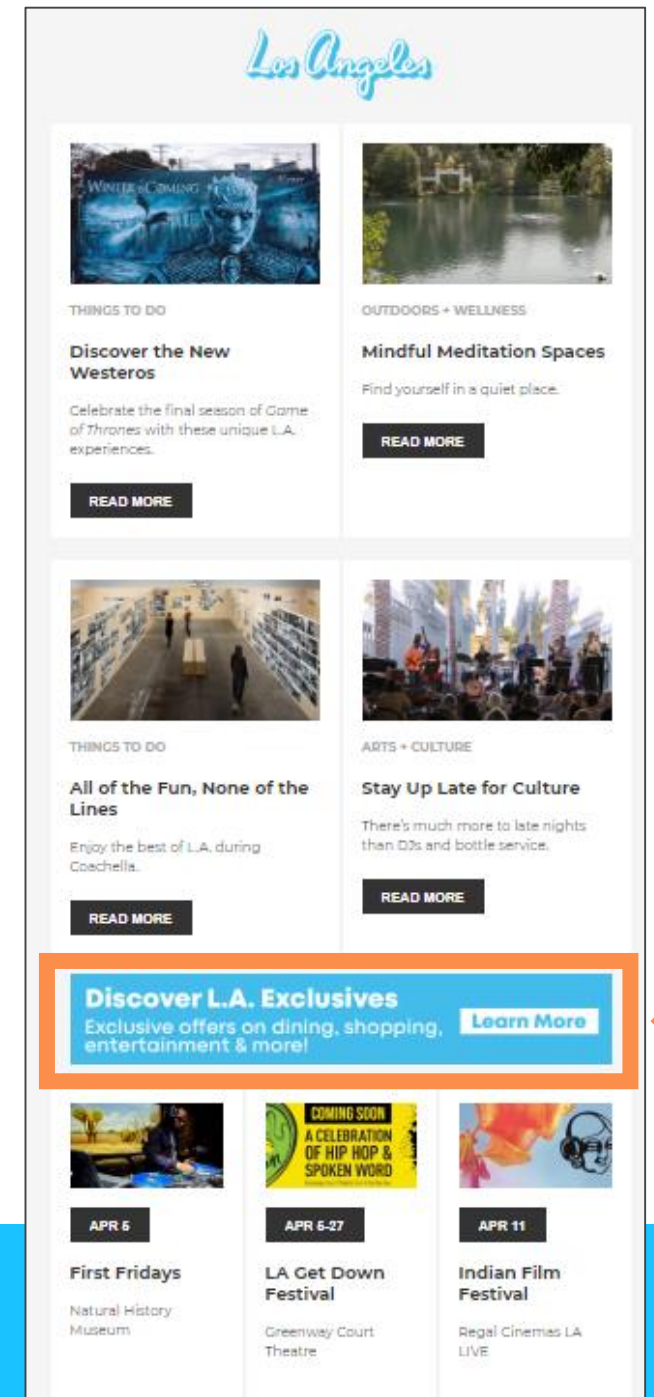 Los Angeles
WINTER IS COMING
THINGS TO DO
Discover the New
Westeros
Celebrate the final season of Game
of Thrones with these unique L.A.
experiences.
READ MORE
OUTDOORS + WELLNESS
Mindful Meditation Spaces
Find yourself in a quiet place.
READ MORE
THINGS TO DO
All of the Fun, None of the
Lines
Enjoy the best of L.A. during
Coachella.
READ MORE
ARTS + CULTURE
Stay Up Late for Culture
There's much more to late nights
than DJs and bottle service.
READ MORE
Discover L.A. Exclusives
Exclusive offers on dining, shopping,
entertainment & more!
Learn More
APR 5
First Fridays
Natural History
Museum
COMING SOON
A CELEBRATION
OF HIP HOP &
SPOKEN WORD
APR 5-27
LA Get Down
Festival
Greenway Court
Theatre
APR 11
Indian Film
Festival
Regal Cinemas LA
LIVE